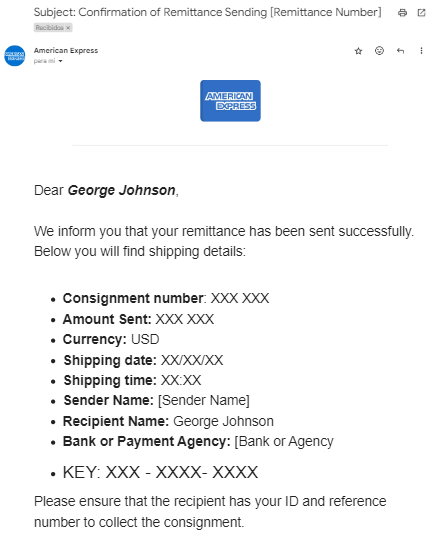 Subject: Confirmation of Remittance Sending [Remittance Number]
Recibidos ×
American Express
para mí
AMERICAN
EXPRESS
Dear George Johnson,
We inform you that your remittance has been sent successfully.
Below you will find shipping details:
• Consignment number: XXX XXX
• Amount Sent: XXX XXX
• Currency: USD
• Shipping date: XX/XX/XX
• Shipping time: XX:XX
• Sender Name: [Sender Name]
• Recipient Name: George Johnson
• Bank or Payment Agency: [Bank or Agency
• KEY: XXX - XXXX- XXXX
Please ensure that the recipient has your ID and reference
number to collect the consignment.